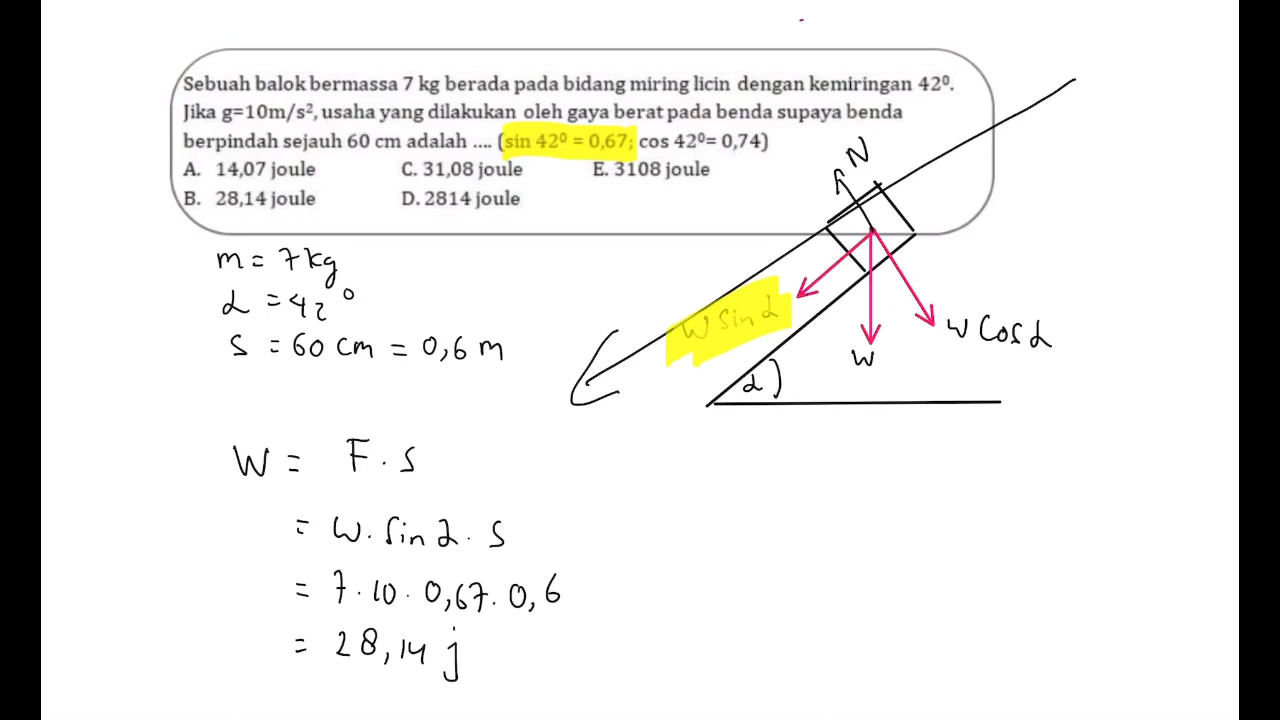 Sebuah balok bermassa 7 kg berada pada bidang miring licin dengan kemiringan 42⁰.
Jika g=10m/s², usaha yang dilakukan oleh gaya berat pada benda supaya benda
berpindah sejauh 60 cm adalah .... (sin 42⁰ = 0,67; cos 42⁰= 0,74)
A. 14,07 joule C. 31,08 joule E. 3108 joule
B. 28,14 joule D. 2814 joule
N
m = 7 kg
α = 42°
s = 60 cm = 0,6 m
w sin α
w cos α
w
α
W = F . s
= w . sin α . s
= 7 . 10 . 0,67 . 0,6
= 28,14 j